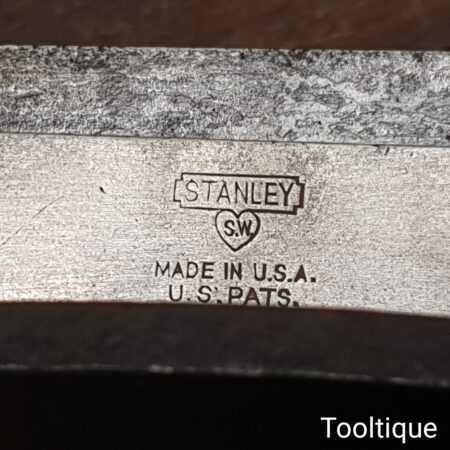 STANLEY
S.W.
MADE IN U.S.A.
U.S. PATS.
Tooltique